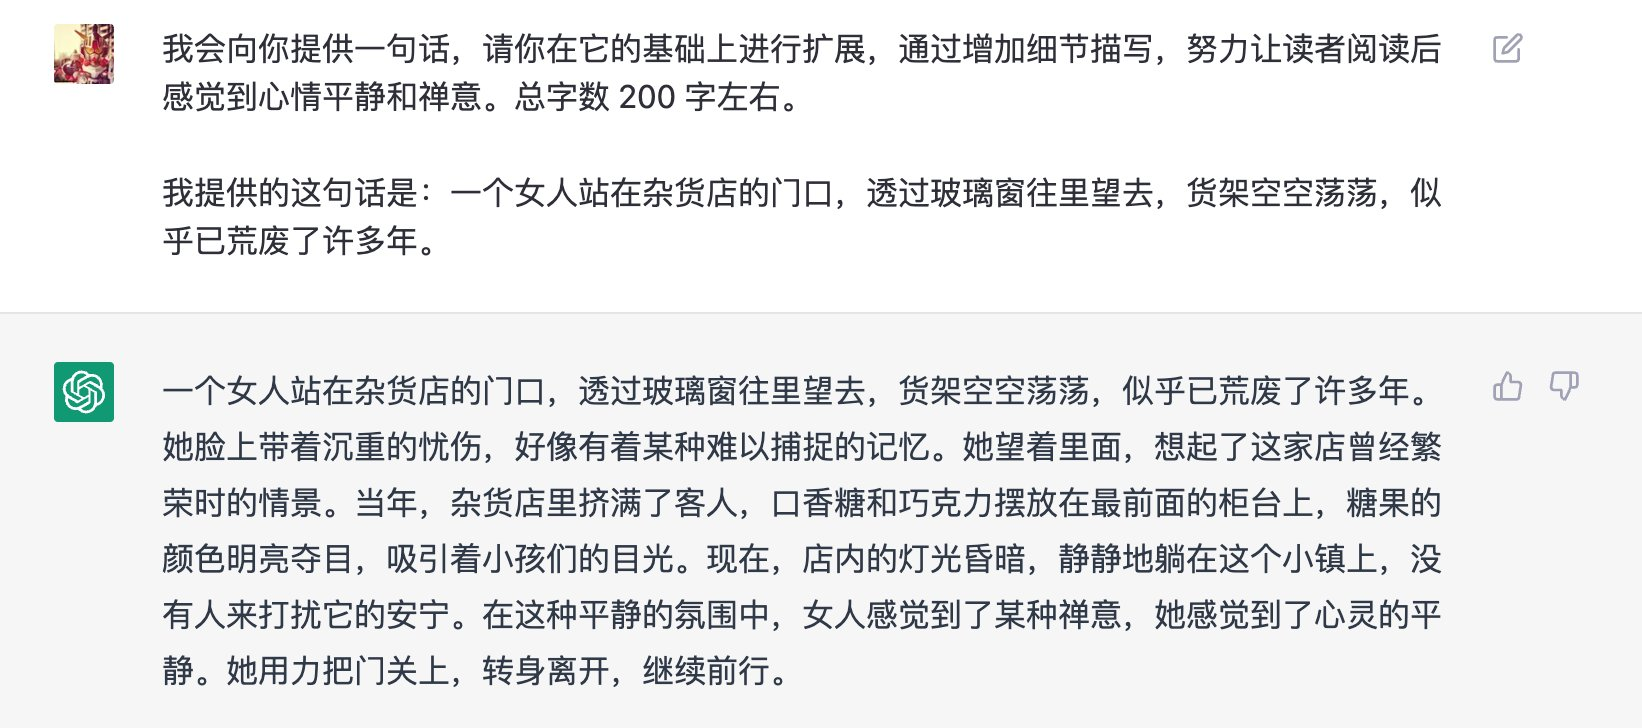 我会向你提供一句话，请你在它的基础上进行扩展，通过增加细节描写，努力让读者阅读后
感觉到心情平静和禅意。总字数 200 字左右。
我提供的这句话是：一个女人站在杂货店的门口，透过玻璃窗往里望去，货架空空荡荡，似
乎已荒废了许多年。
一个女人站在杂货店的门口，透过玻璃窗往里望去，货架空空荡荡，似乎已荒废了许多年。
她脸上带着沉重的忧伤，好像有着某种难以捕捉的记忆。她望着里面，想起了这家店曾经繁
荣时的情景。当年，杂货店里挤满了客人，口香糖和巧克力摆放在最前面的柜台上，糖果的
颜色明亮夺目，吸引着小孩们的目光。现在，店内的灯光昏暗，静静地躺在这个小镇上，没
有人来打扰它的安宁。在这种平静的氛围中，女人感觉到了某种禅意，她感觉到了心灵的平
静。她用力把门关上，转身离开，继续前行。